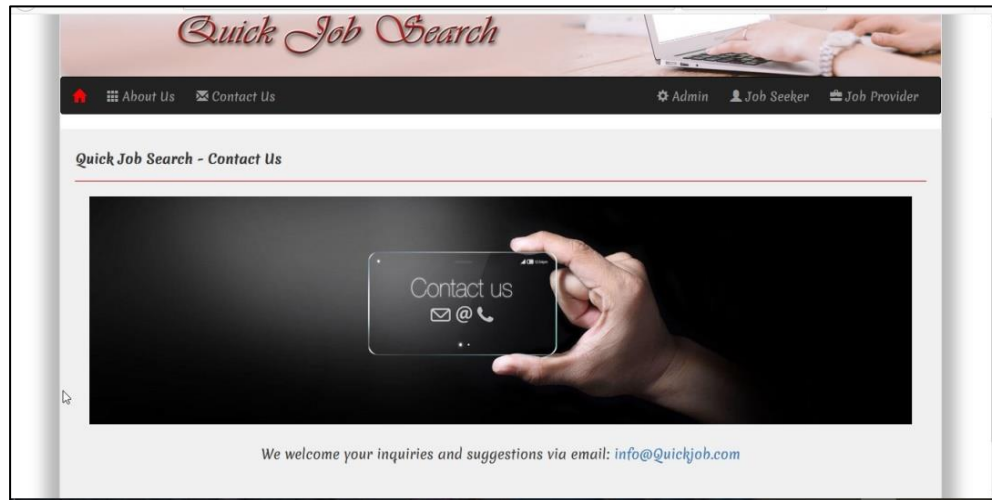 Quick Job Search
About Us Contact Us Admin Job Seeker Job Provider
Quick Job Search - Contact Us
Contact us
@
We welcome your inquiries and suggestions via email: info@Quickjob.com